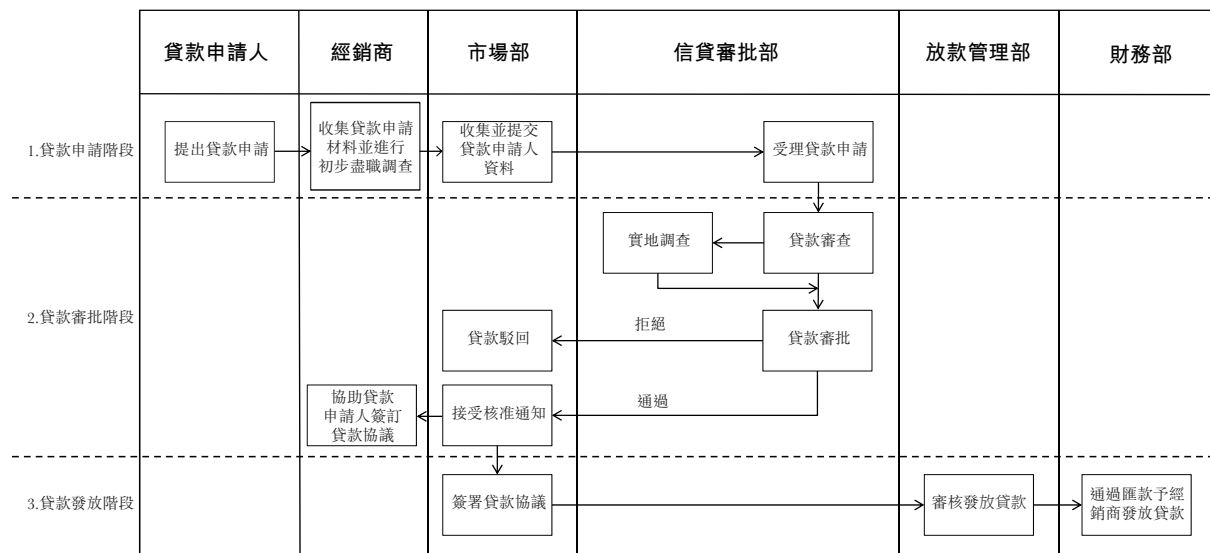 貸款申請人
經銷商
市場部
信貸審批部
放款管理部
財務部
1.貸款申請階段
提出貸款申請
收集貸款申請
材料並進行
初步盡職調查
收集並提交
貸款申請人
資料
受理貸款申請
實地調查
貸款審查
2.貸款審批階段
貸款駁回
拒絕
貸款審批
協助貸款
申請人簽訂
貸款協議
接受核准通知
通過
3.貸款發放階段
簽署貸款協議
審核發放貸款
通過匯款予經
銷商發放貸款